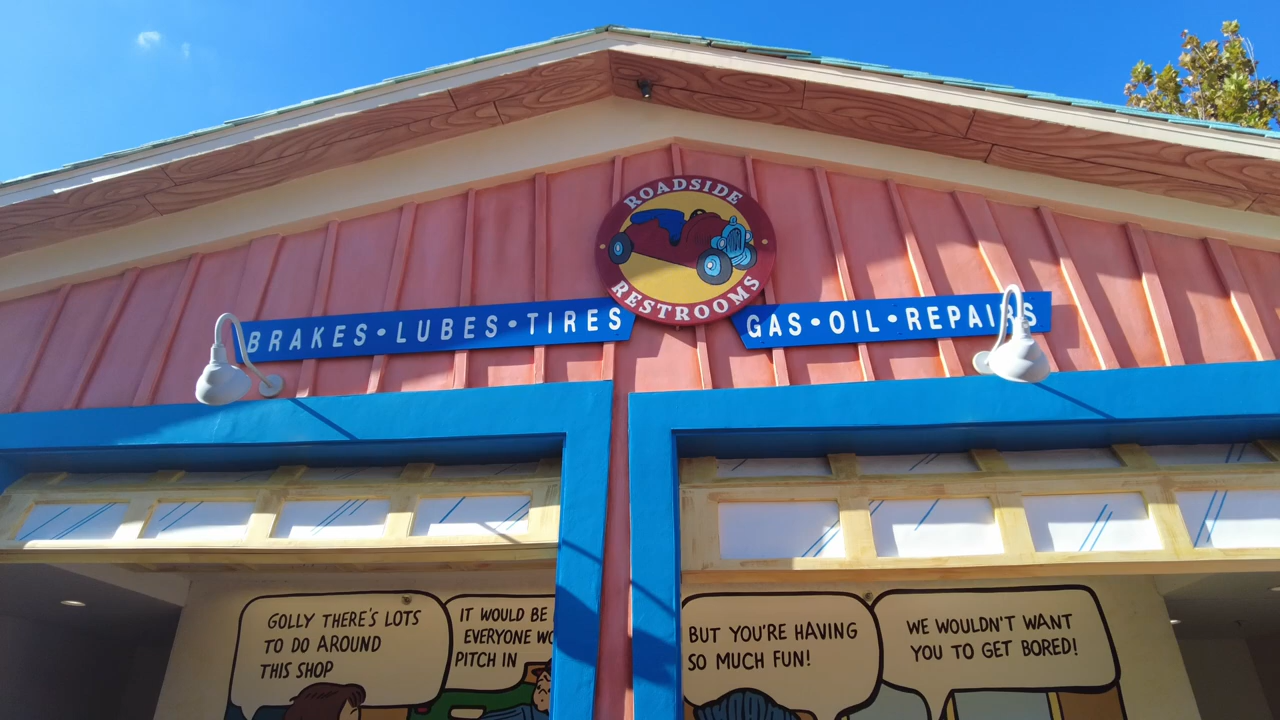 ROADSIDE
RESTROOMS
BRAKES•LUBES•TIRES
GAS•OIL•REPAIRS
GOLLY THERE'S LOTS
TO DO AROUND
THIS SHOP
IT WOULD BE
EVERYONE
PITCH IN
BUT YOU'RE HAVING
SO MUCH FUN!
WE WOULDN'T WANT
YOU TO GET BORED!